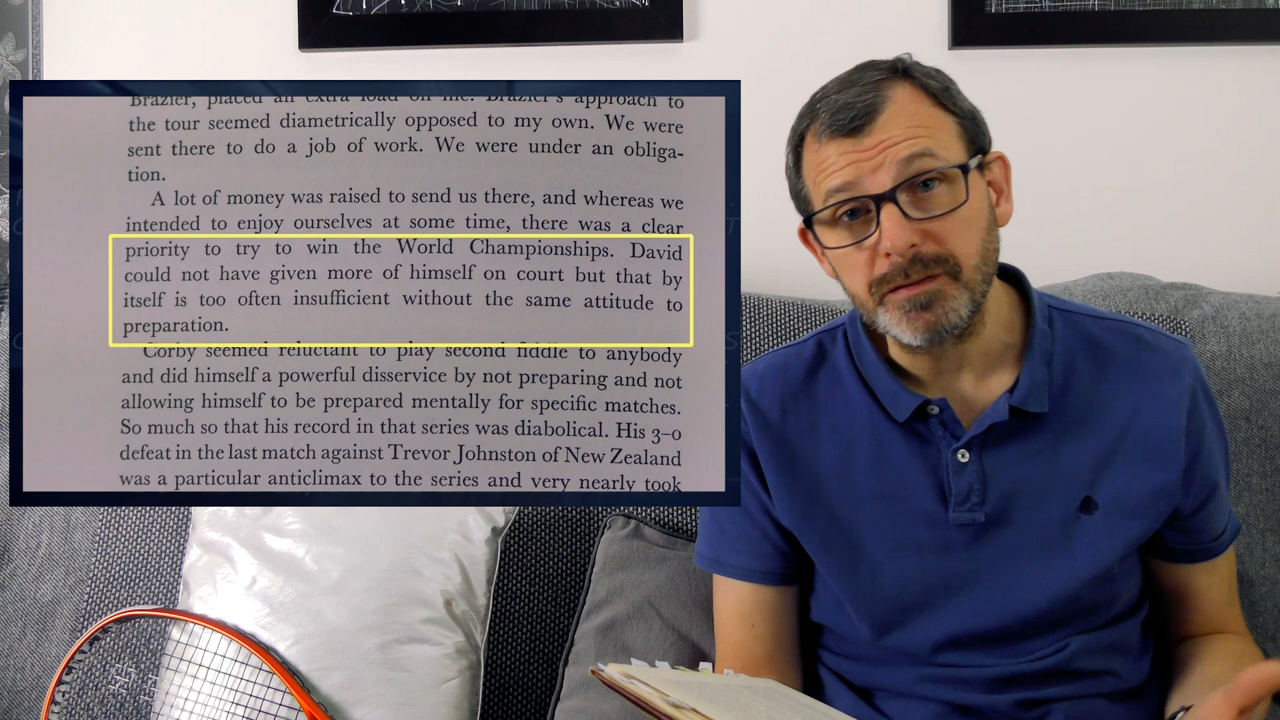 Brazier, placed an extra load on me. Brazier's approach to
the tour seemed diametrically opposed to my own. We were
sent there to do a job of work. We were under an obliga-
tion.
A lot of money was raised to send us there, and whereas we
intended to enjoy ourselves at some time, there was a clear
priority to try to win the World Championships. David
could not have given more of himself on court but that by
itself is too often insufficient without the same attitude to
preparation.
Corby seemed reluctant to play second fiddle to anybody
and did himself a powerful disservice by not preparing and not
allowing himself to be prepared mentally for specific matches.
So much so that his record in that series was diabolical. His 3–0
defeat in the last match against Trevor Johnston of New Zealand
was a particular anticlimax to the series and very nearly took